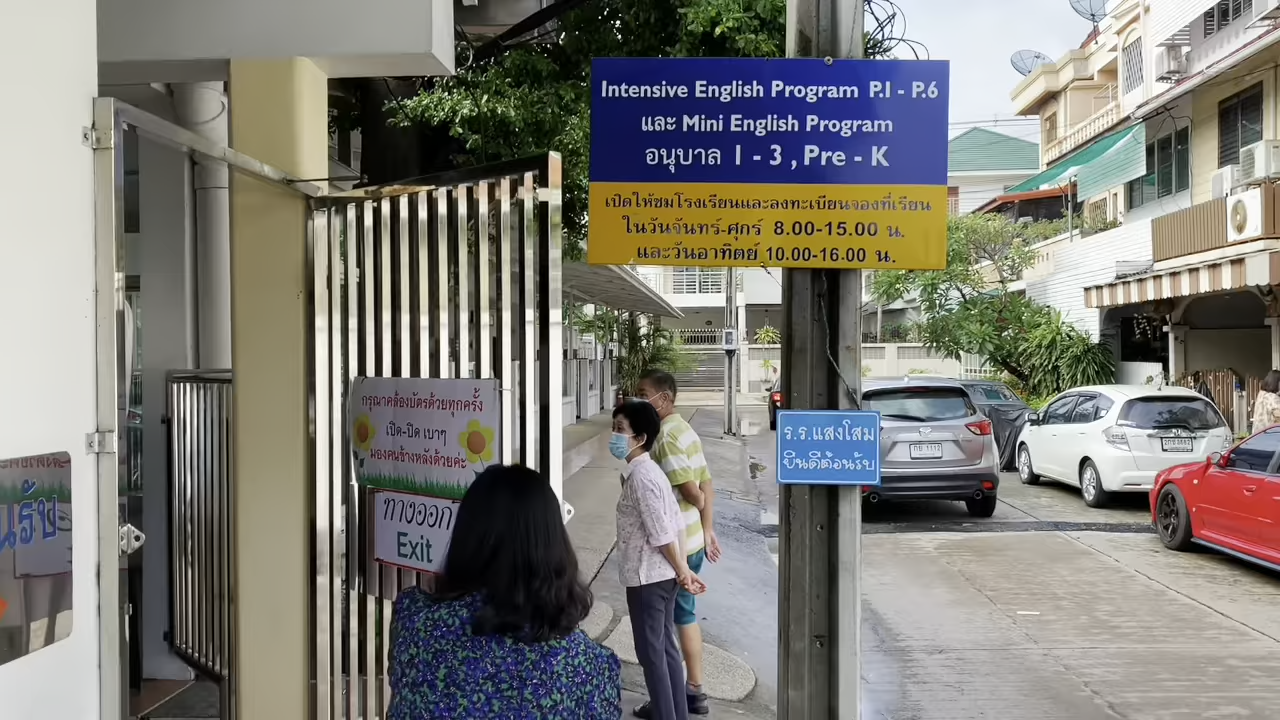 Intensive English Program P.1 - P.6
และ Mini English Program
อนุบาล 1 - 3 , Pre - K
เปิดให้ชมโรงเรียนและลงทะเบียนจองที่เรียน
ในวันจันทร์-ศุกร์ 8.00-15.00 น.
และวันอาทิตย์ 10.00-16.00 น.
กรุณาคล้องบัตรด้วยทุกครั้ง
เปิด-ปิด เบาๆ
มองคนข้างหลังด้วยค่ะ
ทางออก
Exit
ร.ร.แสงโสม
ยินดีต้อนรับ